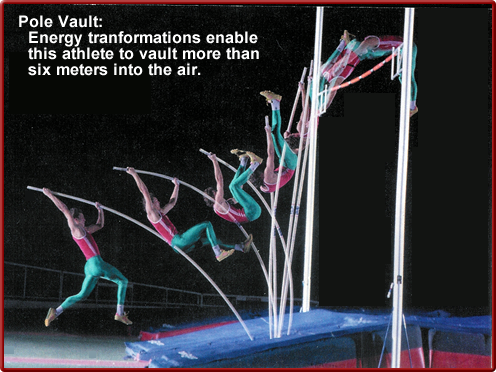 Pole Vault:
Energy tranformations enable
this athlete to vault more than
six meters into the air.